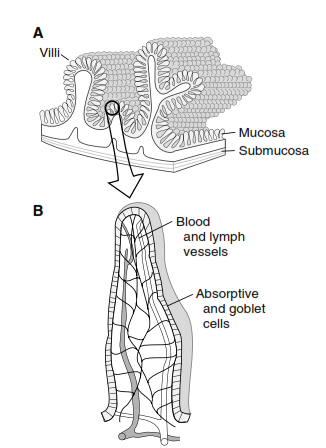 A
Villi
Mucosa
Submucosa
B
Blood
and lymph
vessels
Absorptive
and goblet
cells